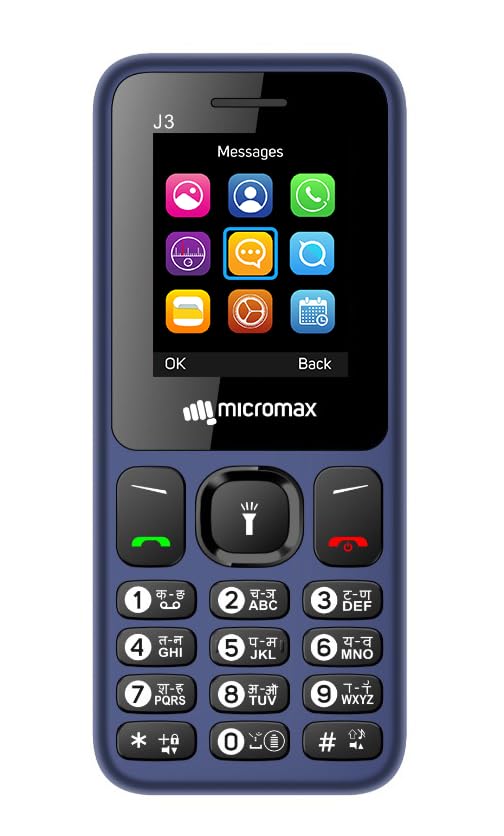 J3
Messages
OK Back
micromax
1 क-ङ
2 च-ञ ABC
3 ट-ण DEF
4 त-न GHI
5 प-म JKL
6 य-व MNO
7 श-ह PQRS
8 अ-ओ TUV
9 WXYZ
* +
0
#